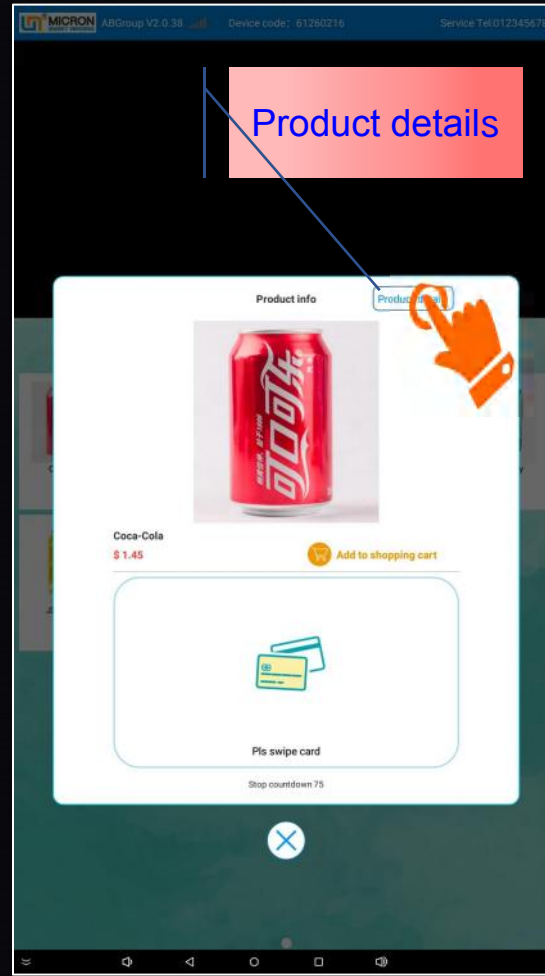 MICRON
ABGroup V2.0.38
Device code: 61260216
Service Tel:012345678
Product details
Product info
可口可乐
Coca-Cola
$ 1.45
Add to shopping cart
Pls swipe card
Stop countdown 75